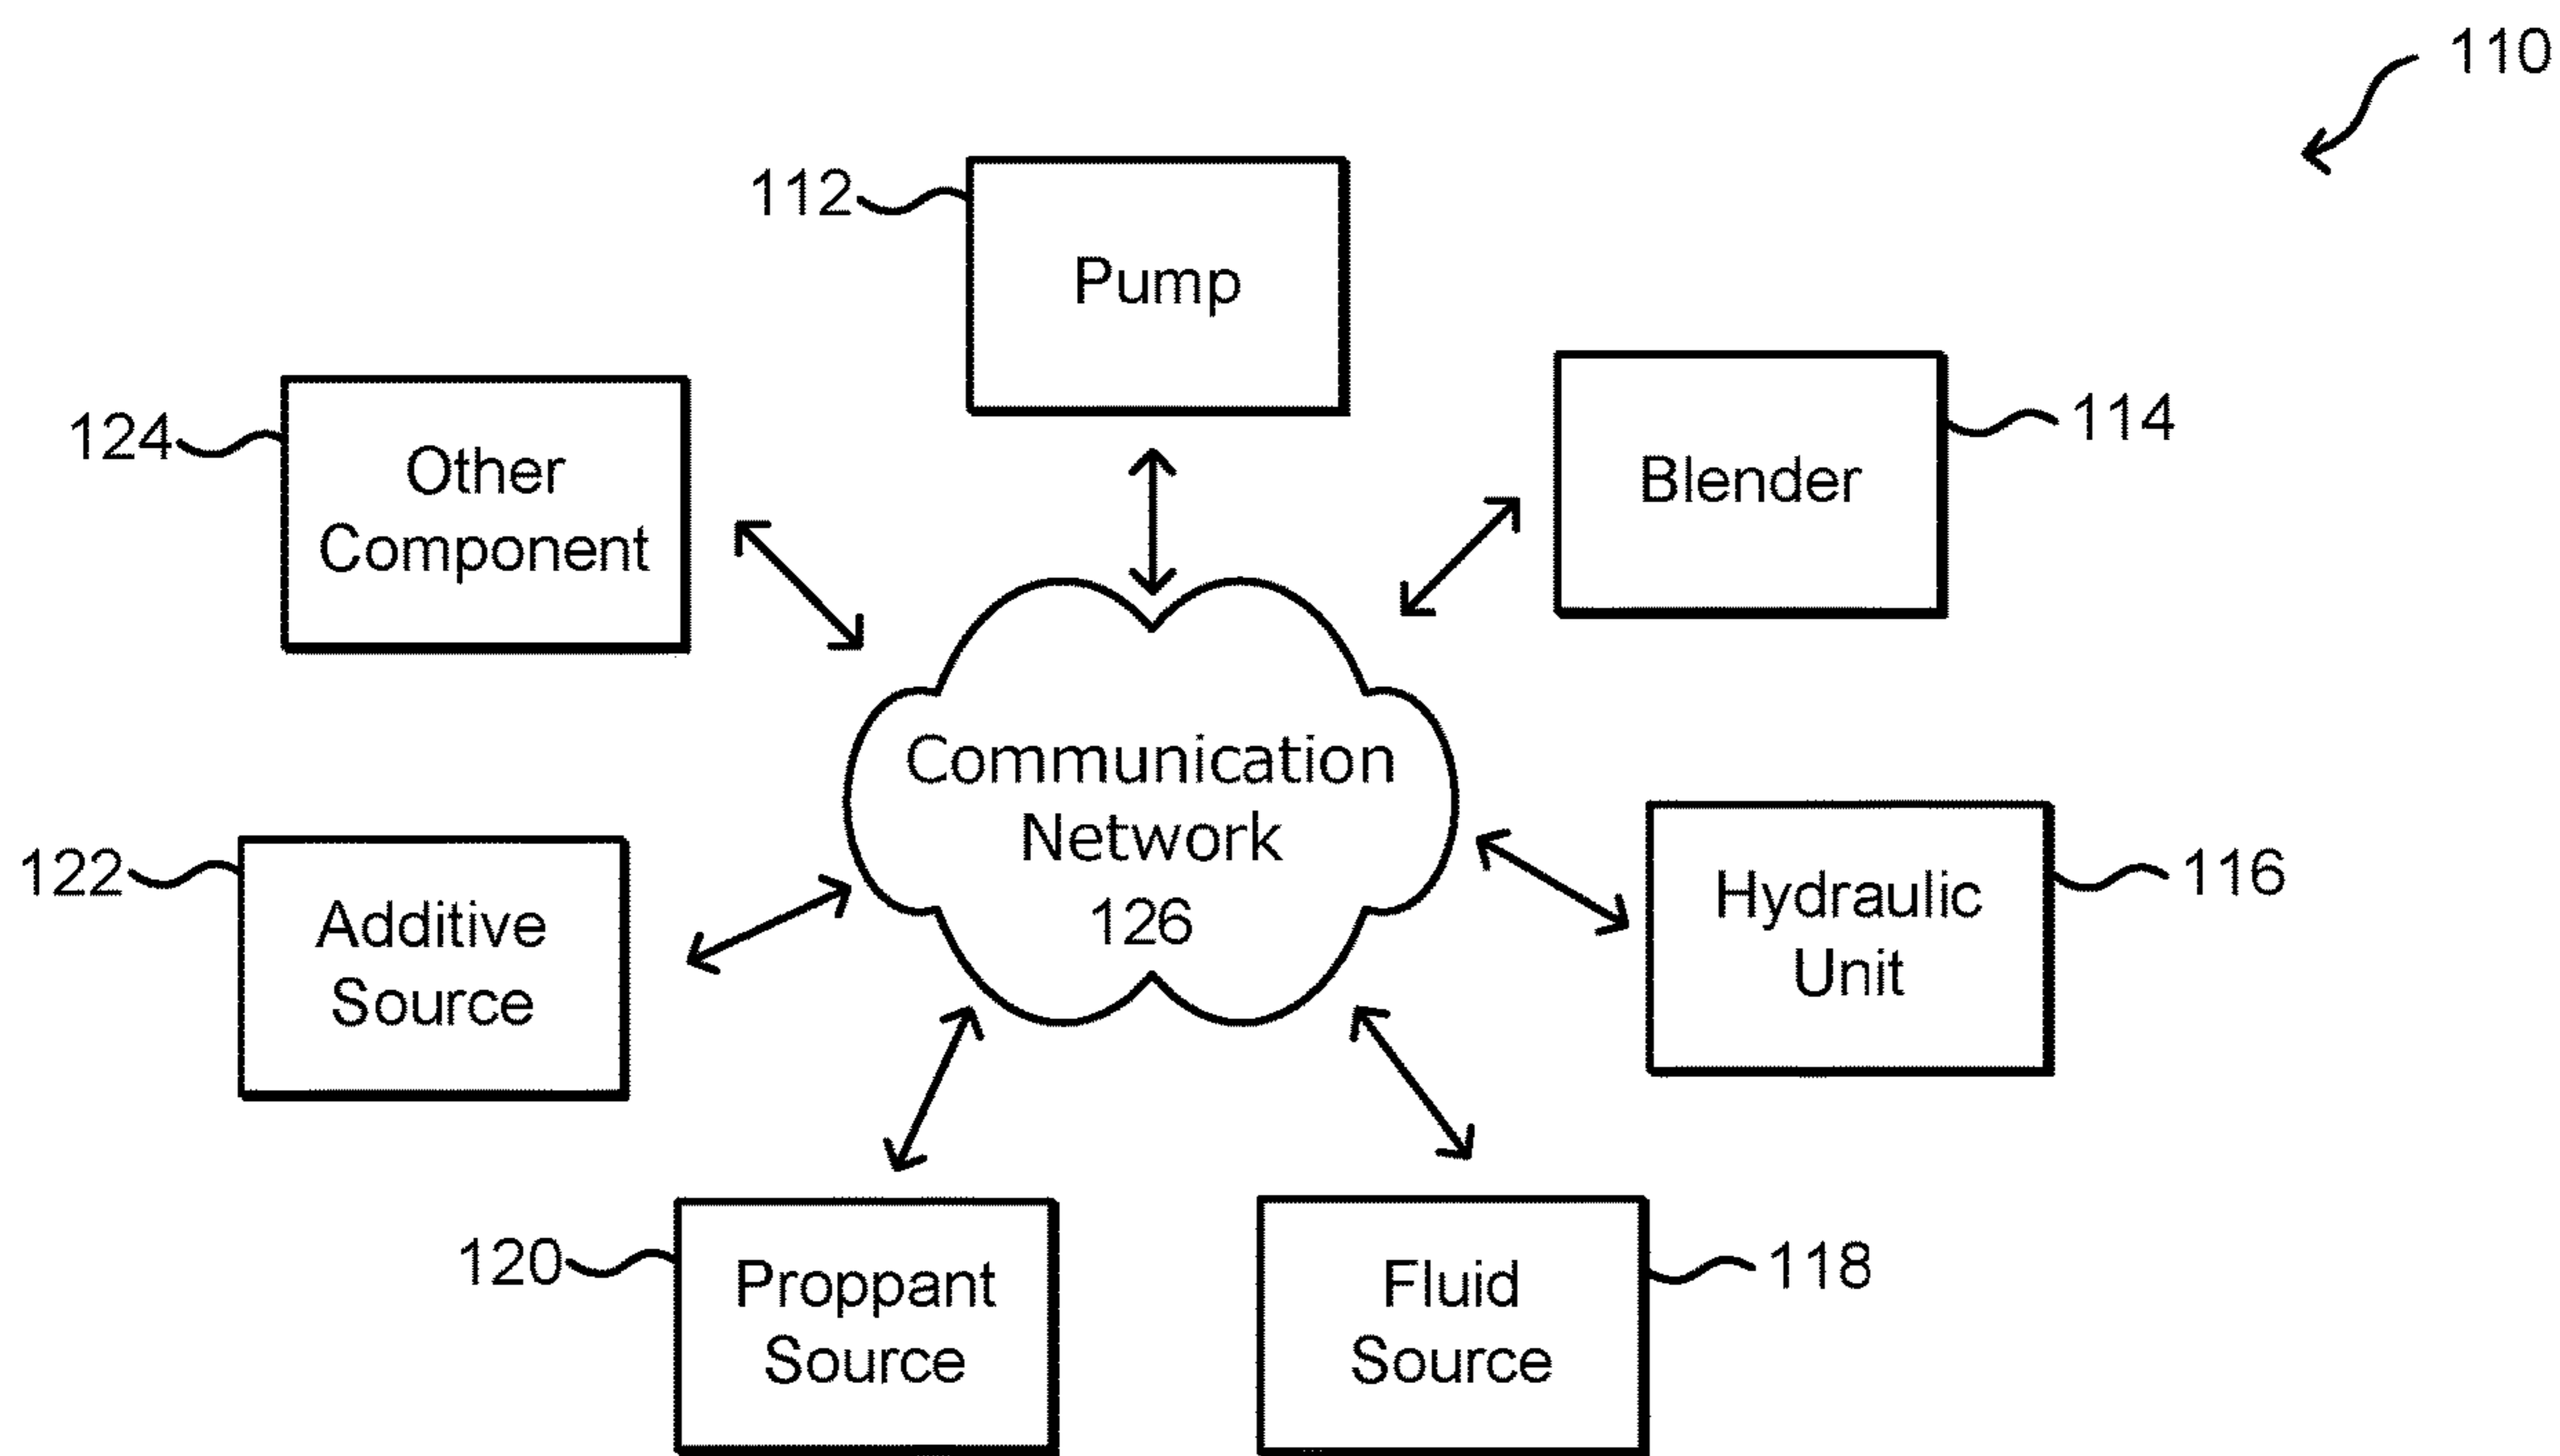 110
112
Pump
124
Other
Component
114
Blender
Communication
Network
126
122
Additive
Source
116
Hydraulic
Unit
120
Proppant
Source
118
Fluid
Source